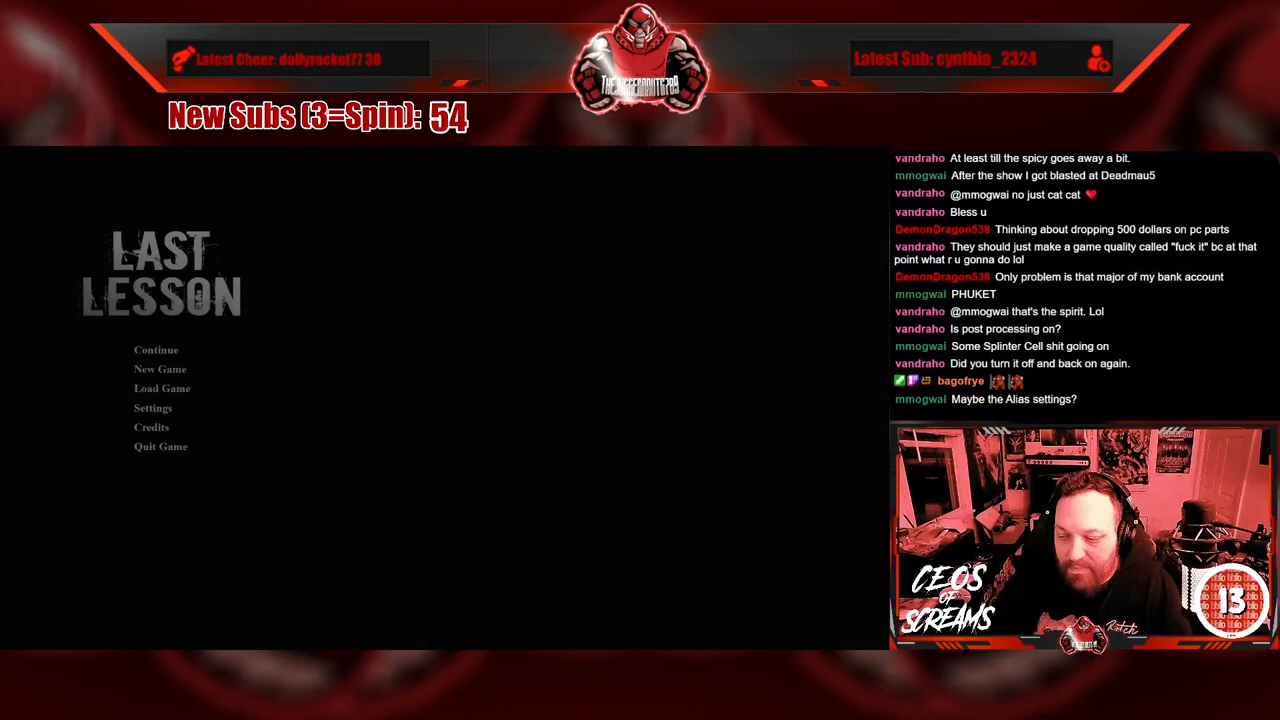 Latest Cheer: dollyrocket77 30
THEJUGGERNAUT6789
Latest Sub: cynthia_2324
New Subs (3=Spin): 54
LAST
LESSON
Continue
New Game
Load Game
Settings
Credits
Quit Game
vandraho At least till the spicy goes away a bit.
mmogwai After the show I got blasted at Deadmau5
vandraho @mmogwai no just cat cat
vandraho Bless u
DemonDragon538 Thinking about dropping 500 dollars on pc parts
vandraho They should just make a game quality called "fuck it" bc at that
point what r u gonna do lol
DemonDragon538 Only problem is that major of my bank account
mmogwai PHUKET
vandraho @mmogwai that's the spirit. Lol
vandraho Is post processing on?
mmogwai Some Splinter Cell shit going on
vandraho Did you turn it off and back on again.
bagofrye
mmogwai Maybe the Alias settings?
CEOS
OF
SCREAMS
13